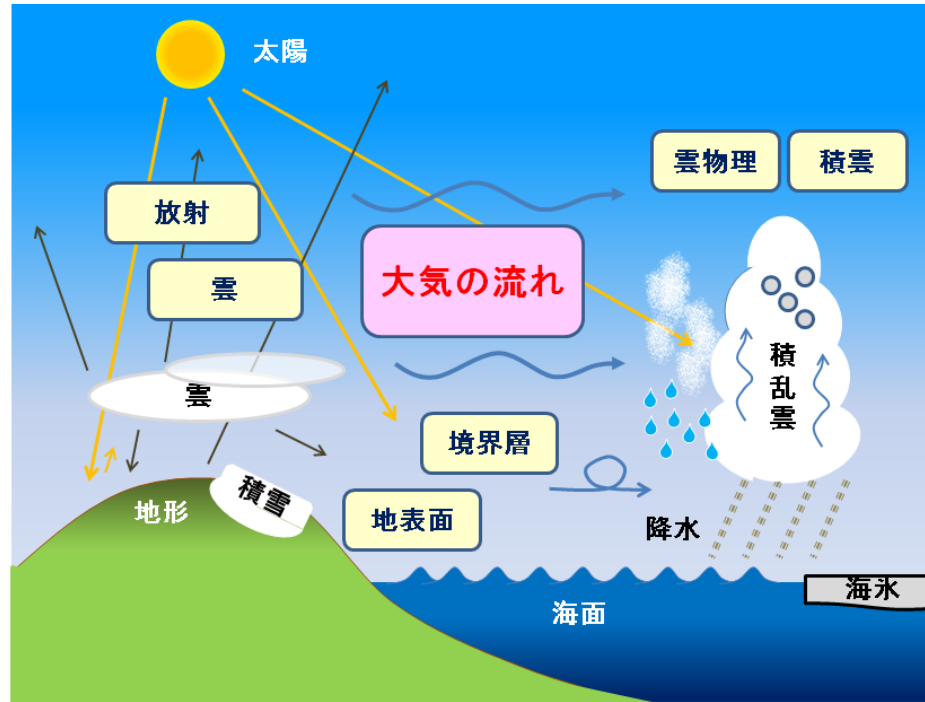 太陽
雲物理
積雲
放射
大気の流れ
雲
雲
積乱雲
境界層
積雪
地形
地表面
降水
海氷
海面